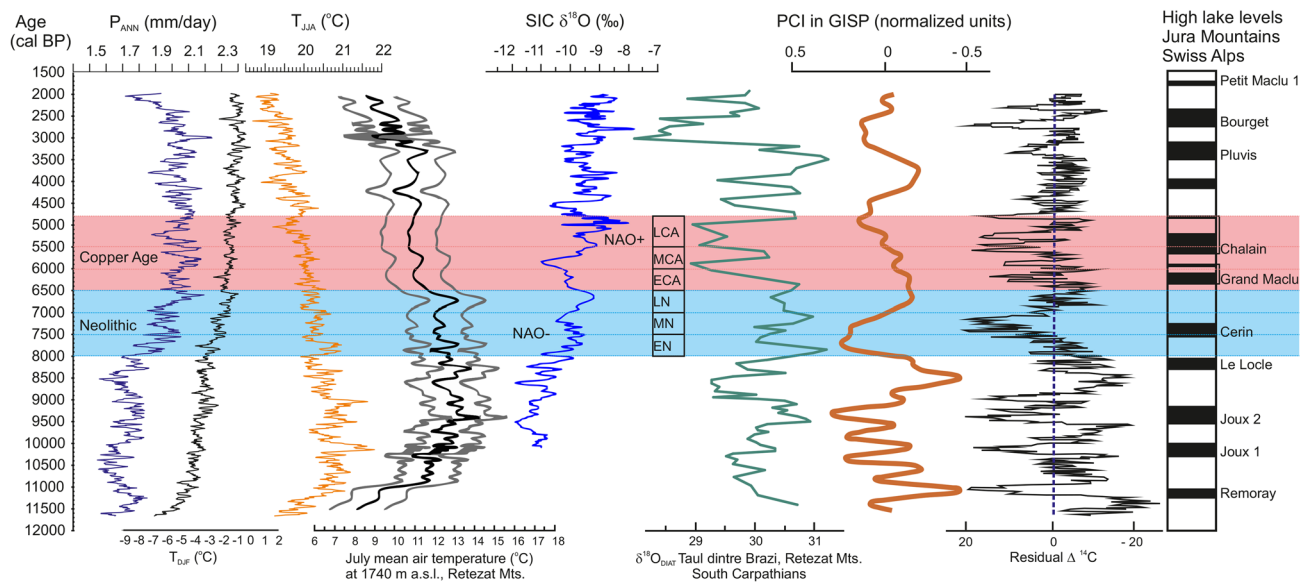 Age
(cal BP)
P_ANN (mm/day)
1.5 1.7 1.9 2.1 2.3
T_JJA (°C)
19 20 21 22
SIC δ¹⁸O (‰)
-12 -11 -10 -9 -8 -7
PCI in GISP (normalized units)
0.5 0 - 0.5
High lake levels
Jura Mountains
Swiss Alps
1500
2000
2500
3000
3500
4000
4500
5000
5500
6000
6500
7000
7500
8000
8500
9000
9500
10000
10500
11000
11500
12000
Copper Age
Neolithic
NAO+
NAO-
LCA
MCA
ECA
LN
MN
EN
Petit Maclu 1
Bourget
Pluvis
Chalain
Grand Maclu
Cerin
Le Locle
Joux 2
Joux 1
Remoray
-9 -8 -7 -6 -5 -4 -3 -2 -1 0 1 2
T_DJF (°C)
6 7 8 9 10 11 12 13 14 15 16 17 18
July mean air temperature (°C)
at 1740 m a.s.l., Retezat Mts.
29 30 31
δ¹⁸O_DIAT Taul dintre Brazi, Retezat Mts.
South Carpathians
20 0 - 20
Residual Δ ¹⁴C